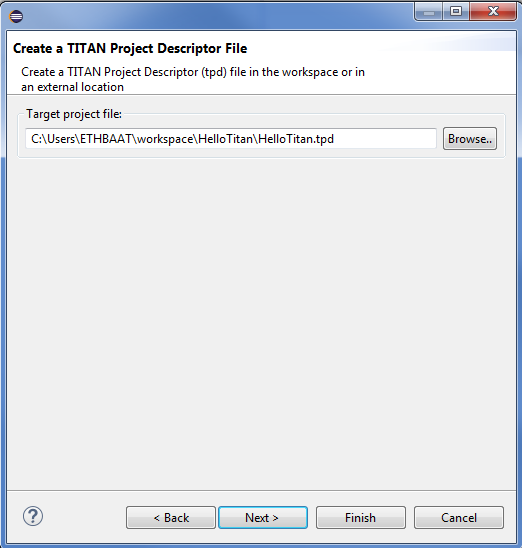 Create a TITAN Project Descriptor File
Create a TITAN Project Descriptor (tpd) file in the workspace or in
an external location
Target project file:
C:\Users\ETHBAAT\workspace\HelloTitan\HelloTitan.tpd
Browse..
?
< Back
Next >
Finish
Cancel